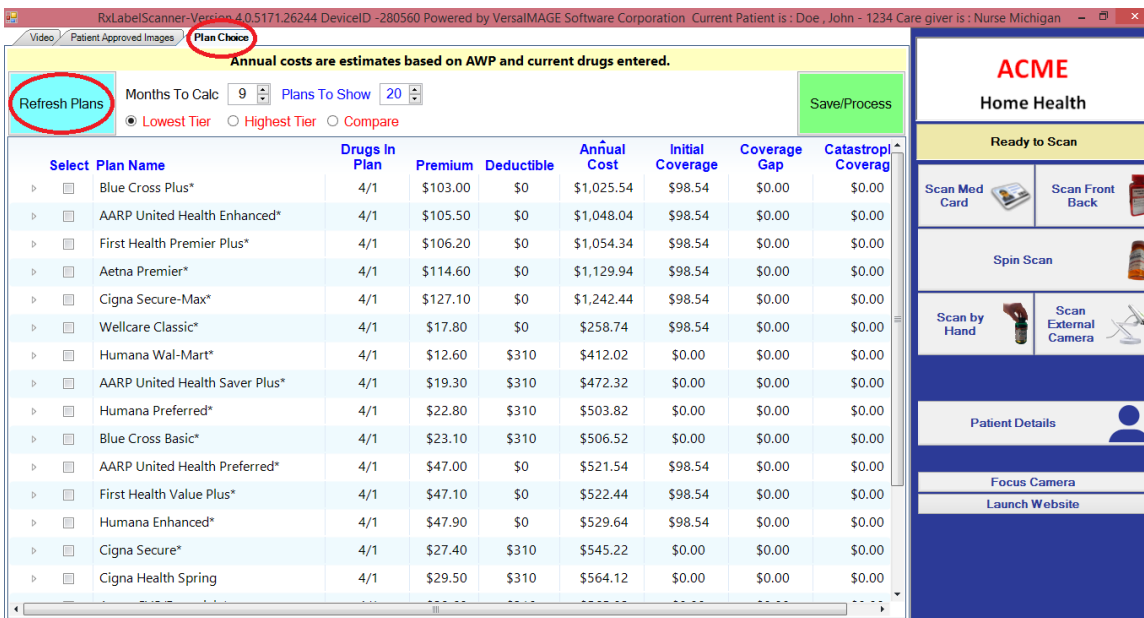 RxLabelScanner-Version 4.0.5171.26244 DeviceID -280560 Powered by VersaIMAGE Software Corporation Current Patient is : Doe , John - 1234 Care giver is : Nurse Michigan
Video Patient Approved Images Plan Choice
Annual costs are estimates based on AWP and current drugs entered.
Refresh Plans
Months To Calc 9 Plans To Show 20
Lowest Tier Highest Tier Compare
Save/Process
Select Plan Name Drugs In Plan Premium Deductible Annual Cost Initial Coverage Coverage Gap Catastropl Coverag
Blue Cross Plus* 4/1 $103.00 $0 $1,025.54 $98.54 $0.00 $0.00
AARP United Health Enhanced* 4/1 $105.50 $0 $1,048.04 $98.54 $0.00 $0.00
First Health Premier Plus* 4/1 $106.20 $0 $1,054.34 $98.54 $0.00 $0.00
Aetna Premier* 4/1 $114.60 $0 $1,129.94 $98.54 $0.00 $0.00
Cigna Secure-Max* 4/1 $127.10 $0 $1,242.44 $98.54 $0.00 $0.00
Wellcare Classic* 4/1 $17.80 $0 $258.74 $98.54 $0.00 $0.00
Humana Wal-Mart* 4/1 $12.60 $310 $412.02 $0.00 $0.00 $0.00
AARP United Health Saver Plus* 4/1 $19.30 $310 $472.32 $0.00 $0.00 $0.00
Humana Preferred* 4/1 $22.80 $310 $503.82 $0.00 $0.00 $0.00
Blue Cross Basic* 4/1 $23.10 $310 $506.52 $0.00 $0.00 $0.00
AARP United Health Preferred* 4/1 $47.00 $0 $521.54 $98.54 $0.00 $0.00
First Health Value Plus* 4/1 $47.10 $0 $522.44 $98.54 $0.00 $0.00
Humana Enhanced* 4/1 $47.90 $0 $529.64 $98.54 $0.00 $0.00
Cigna Secure* 4/1 $27.40 $310 $545.22 $0.00 $0.00 $0.00
Cigna Health Spring 4/1 $29.50 $310 $564.12 $0.00 $0.00 $0.00
ACME
Home Health
Ready to Scan
Scan Med Card
Scan Front Back
Spin Scan
Scan by Hand
Scan External Camera
Patient Details
Focus Camera
Launch Website